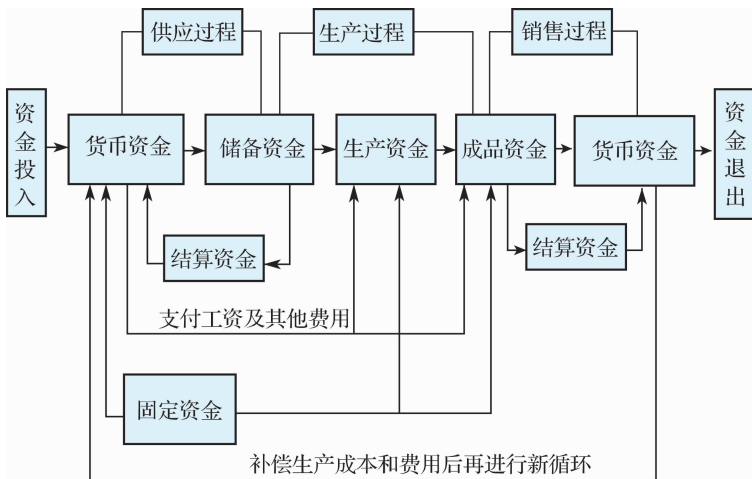 供应过程
生产过程
销售过程
资金投入
货币资金
储备资金
生产资金
成品资金
货币资金
资金退出
结算资金
结算资金
支付工资及其他费用
固定资金
补偿生产成本和费用后再进行新循环